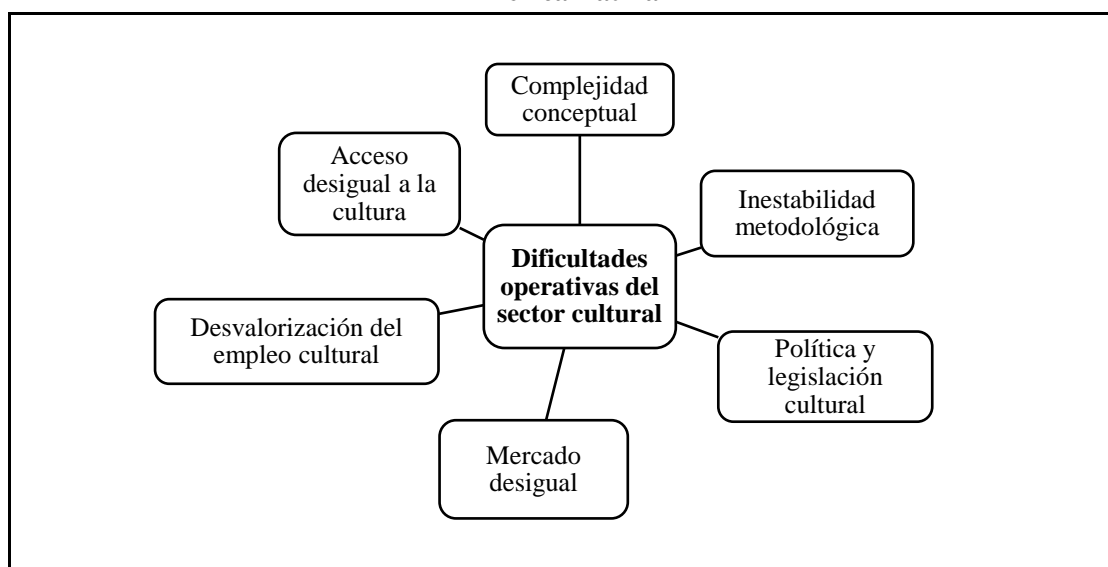 Complejidad
conceptual
Acceso
desigual a la
cultura
Inestabilidad
metodológica
Dificultades
operativas del
sector cultural
Desvalorización del
empleo cultural
Política y
legislación
cultural
Mercado
desigual